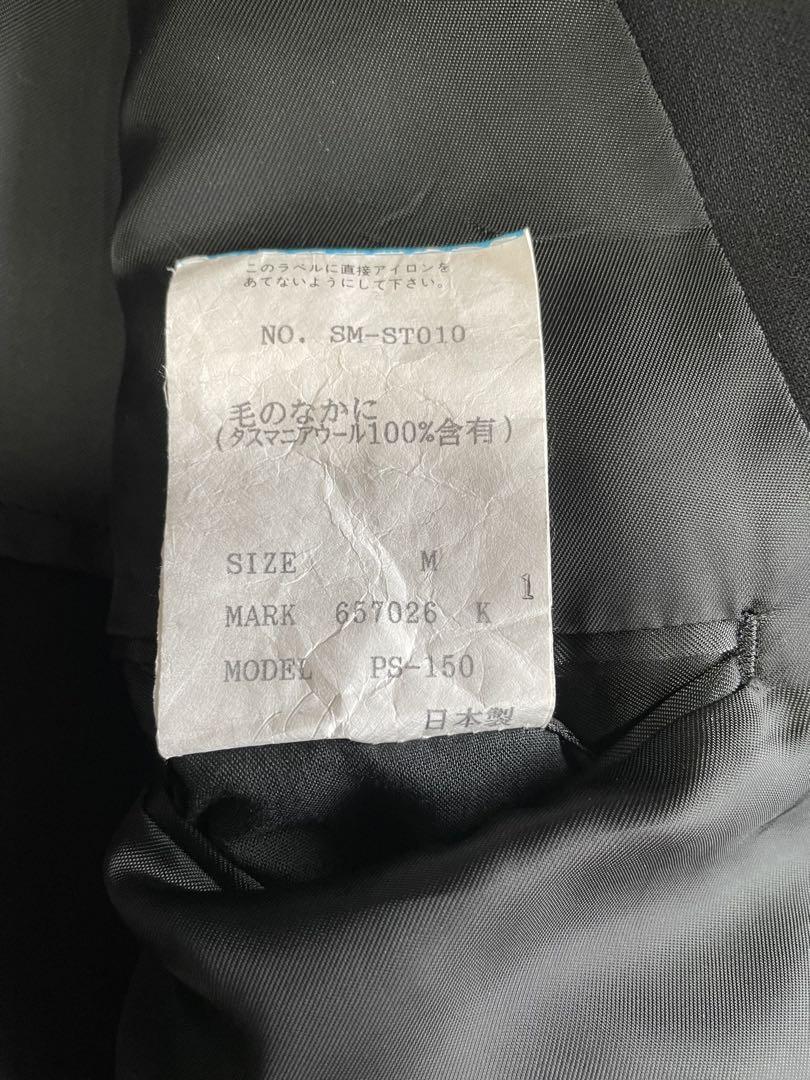 このラベルに直接アイロンを
あてないようにして下さい。
NO. SM-ST010
毛のなかに
(タスマニアウール100%含有)
SIZE M
1
MARK 657026 K
MODEL PS-150
日本製